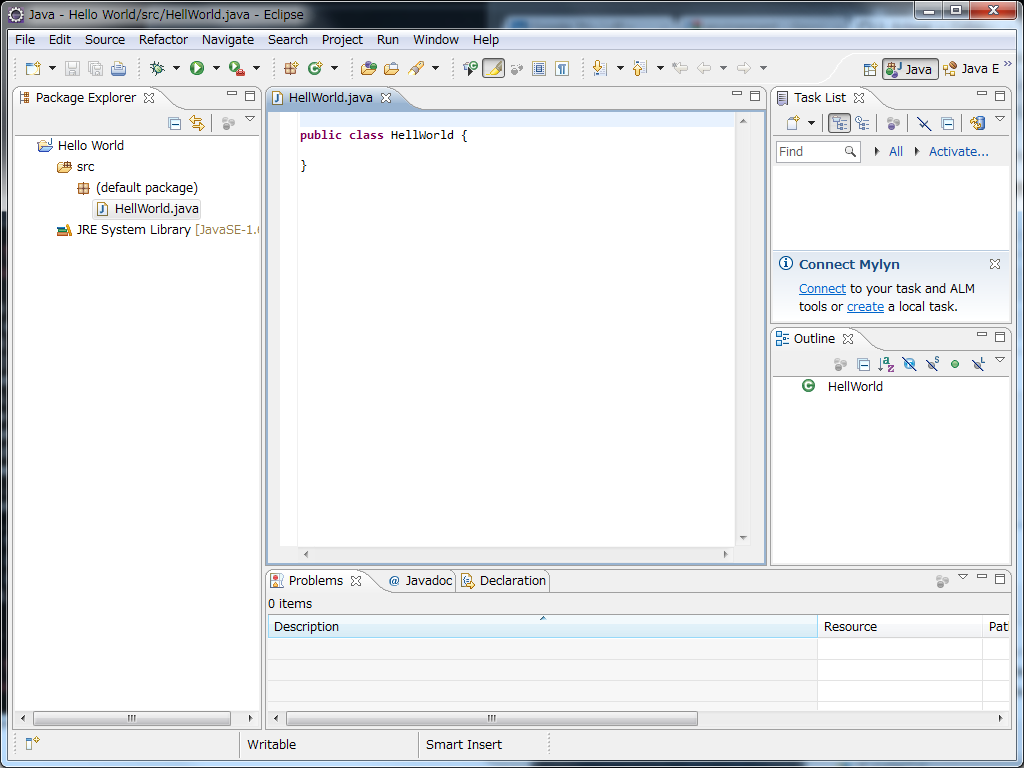 Java - Hello World/src/HellWorld.java - Eclipse
File Edit Source Refactor Navigate Search Project Run Window Help
Java
Java E
Package Explorer
Hello World
src
(default package)
HellWorld.java
JRE System Library [JavaSE-1.
HellWorld.java
public class HellWorld {
}
Task List
Find
All
Activate...
Connect Mylyn
Connect to your task and ALM
tools or create a local task.
Outline
HellWorld
Problems @ Javadoc Declaration
0 items
Description Resource Pat
Writable Smart Insert